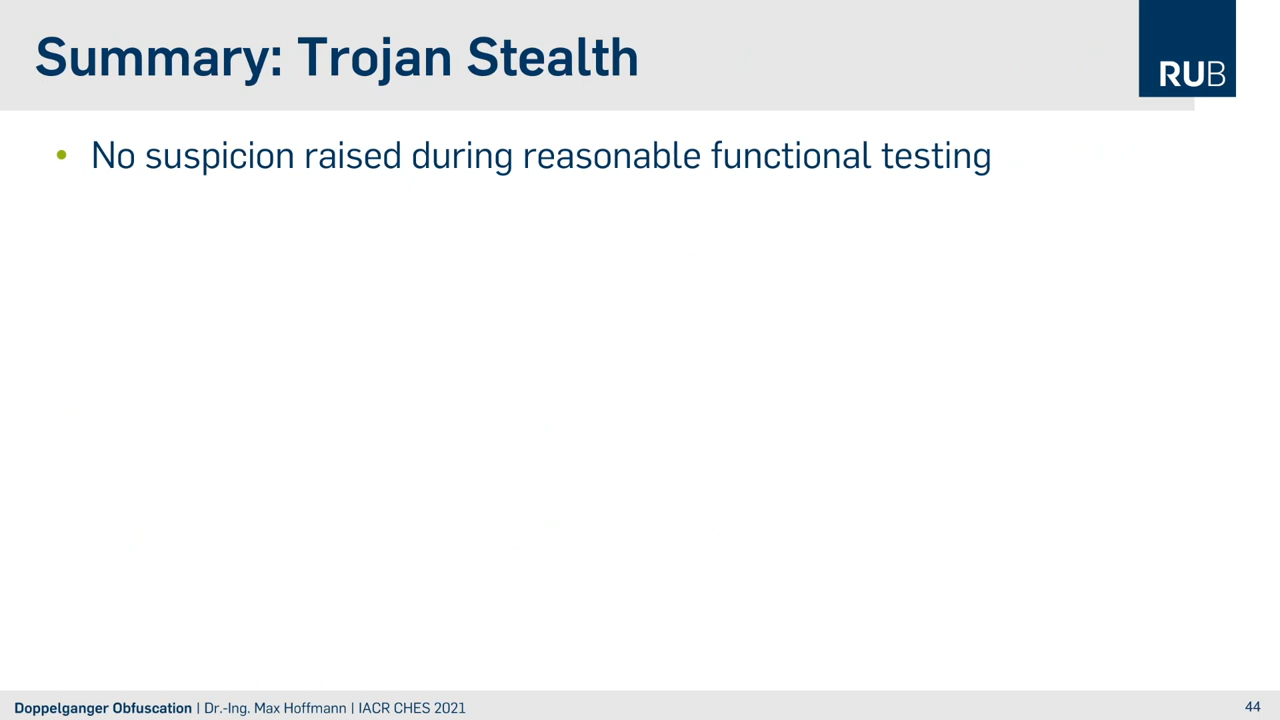 Summary: Trojan Stealth
RUB
• No suspicion raised during reasonable functional testing
Doppelganger Obfuscation | Dr.-Ing. Max Hoffmann | IACR CHES 2021
44